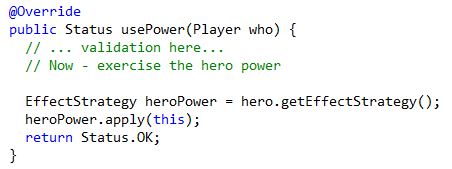 @Override
public Status usePower(Player who) {
  // ... validation here...
  // Now - exercise the hero power

  EffectStrategy heroPower = hero.getEffectStrategy();
  heroPower.apply(this);
  return Status.OK;
}